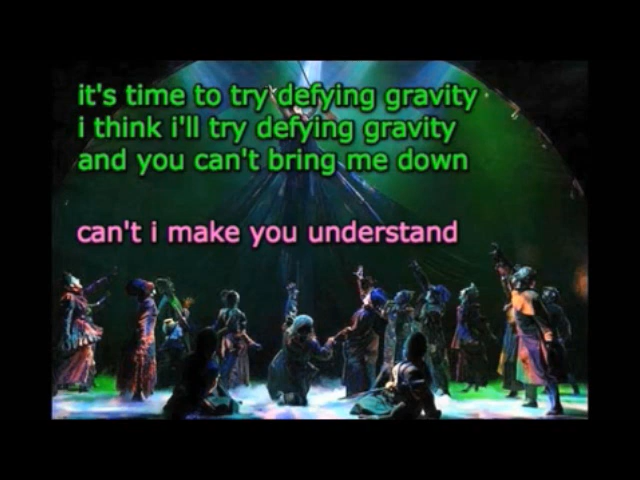 it's time to try defying gravity
i think i'll try defying gravity
and you can't bring me down
can't i make you understand